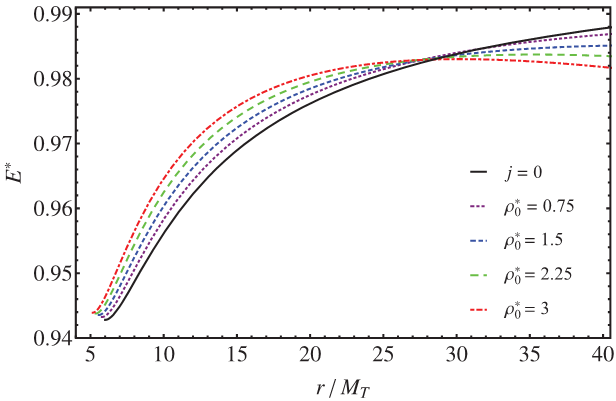 0.99
0.98
0.97
0.96
0.95
0.94
E*
5 10 15 20 25 30 35 40
r / M_T
j = 0
ρ₀* = 0.75
ρ₀* = 1.5
ρ₀* = 2.25
ρ₀* = 3